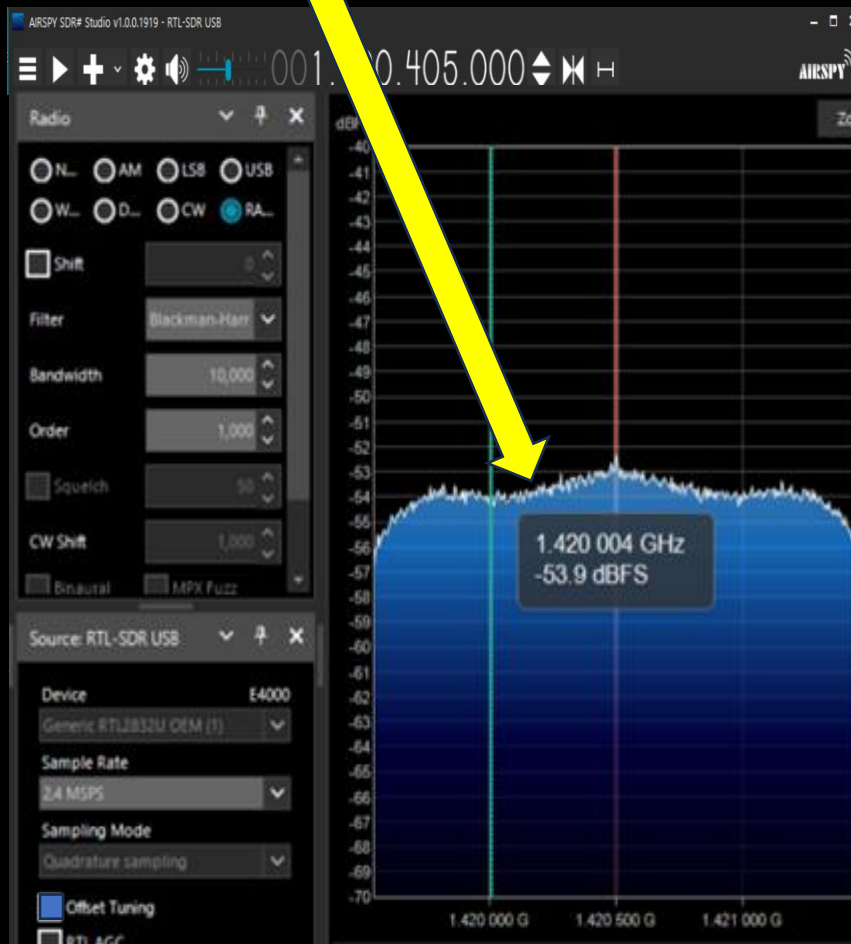 AIRSPY SDR# Studio v1.0.0.1919 - RTL-SDR USB
001. 0.405.000
AIRSPY
Radio
N... AM LSB USB
W... D... CW RA...
Shift 0
Filter Blackman-Harr
Bandwidth 10,000
Order 1,000
Squelch 50
CW Shift 1,000
Binaural MPX Fuzz
Source: RTL-SDR USB
Device E4000
Generic RTL2832U OEM (1)
Sample Rate
2.4 MSPS
Sampling Mode
Quadrature sampling
Offset Tuning
RTL AGC
-40
-41
-42
-43
-44
-45
-46
-47
-48
-49
-50
-51
-52
-53
-54
-55
-56
-57
-58
-59
-60
-61
-62
-63
-64
-65
-66
-67
-68
-69
-70
1.420 004 GHz
-53.9 dBFS
1.420 000 G 1.420 500 G 1.421 000 G